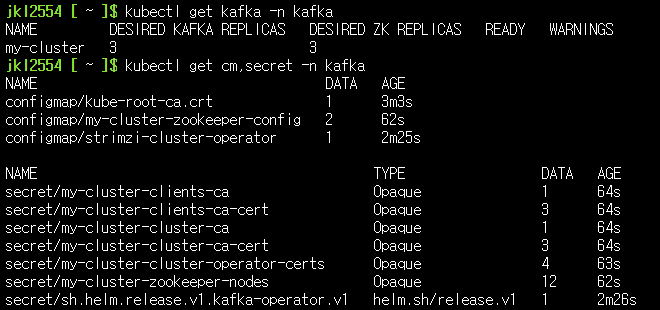 jkl2554 [ ~ ]$ kubectl get kafka -n kafka
NAME DESIRED KAFKA REPLICAS DESIRED ZK REPLICAS READY WARNINGS
my-cluster 3 3
jkl2554 [ ~ ]$ kubectl get cm,secret -n kafka
NAME DATA AGE
configmap/kube-root-ca.crt 1 3m3s
configmap/my-cluster-zookeeper-config 2 62s
configmap/strimzi-cluster-operator 1 2m25s
NAME TYPE DATA AGE
secret/my-cluster-clients-ca Opaque 1 64s
secret/my-cluster-clients-ca-cert Opaque 3 64s
secret/my-cluster-cluster-ca Opaque 1 64s
secret/my-cluster-cluster-ca-cert Opaque 3 64s
secret/my-cluster-cluster-operator-certs Opaque 4 63s
secret/my-cluster-zookeeper-nodes Opaque 12 62s
secret/sh.helm.release.v1.kafka-operator.v1 helm.sh/release.v1 1 2m26s